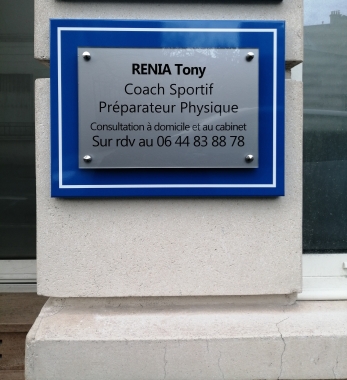 RENIA Tony
Coach Sportif
Préparateur Physique
Consultation à domicile et au cabinet
Sur rdv au 06 44 83 88 78